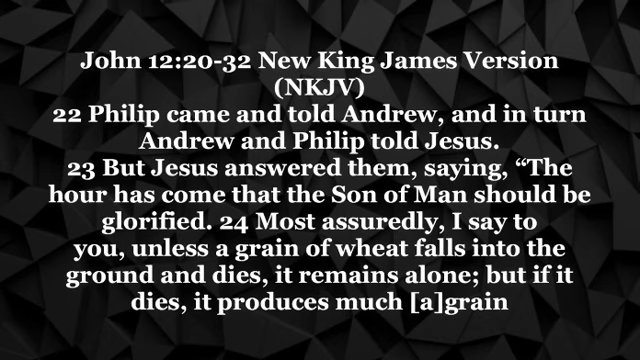 John 12:20-32 New King James Version
(NKJV)
22 Philip came and told Andrew, and in turn
Andrew and Philip told Jesus.
23 But Jesus answered them, saying, “The
hour has come that the Son of Man should be
glorified. 24 Most assuredly, I say to
you, unless a grain of wheat falls into the
ground and dies, it remains alone; but if it
dies, it produces much [a]grain